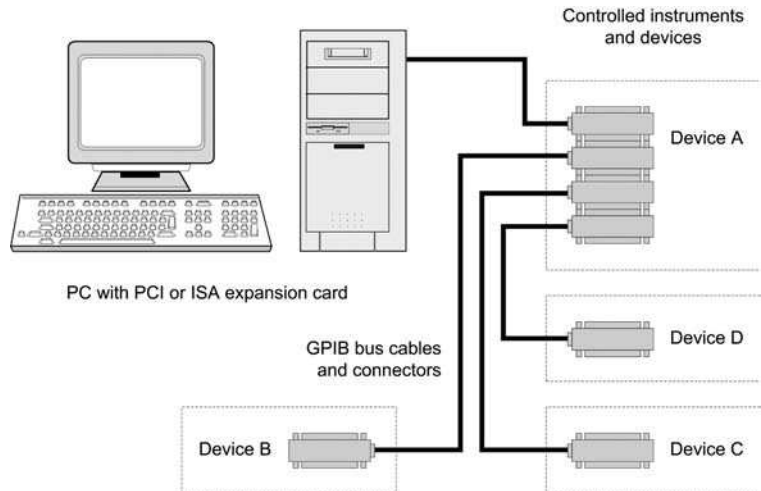 Controlled instruments
and devices
Device A
PC with PCI or ISA expansion card
GPIB bus cables
and connectors
Device D
Device B
Device C